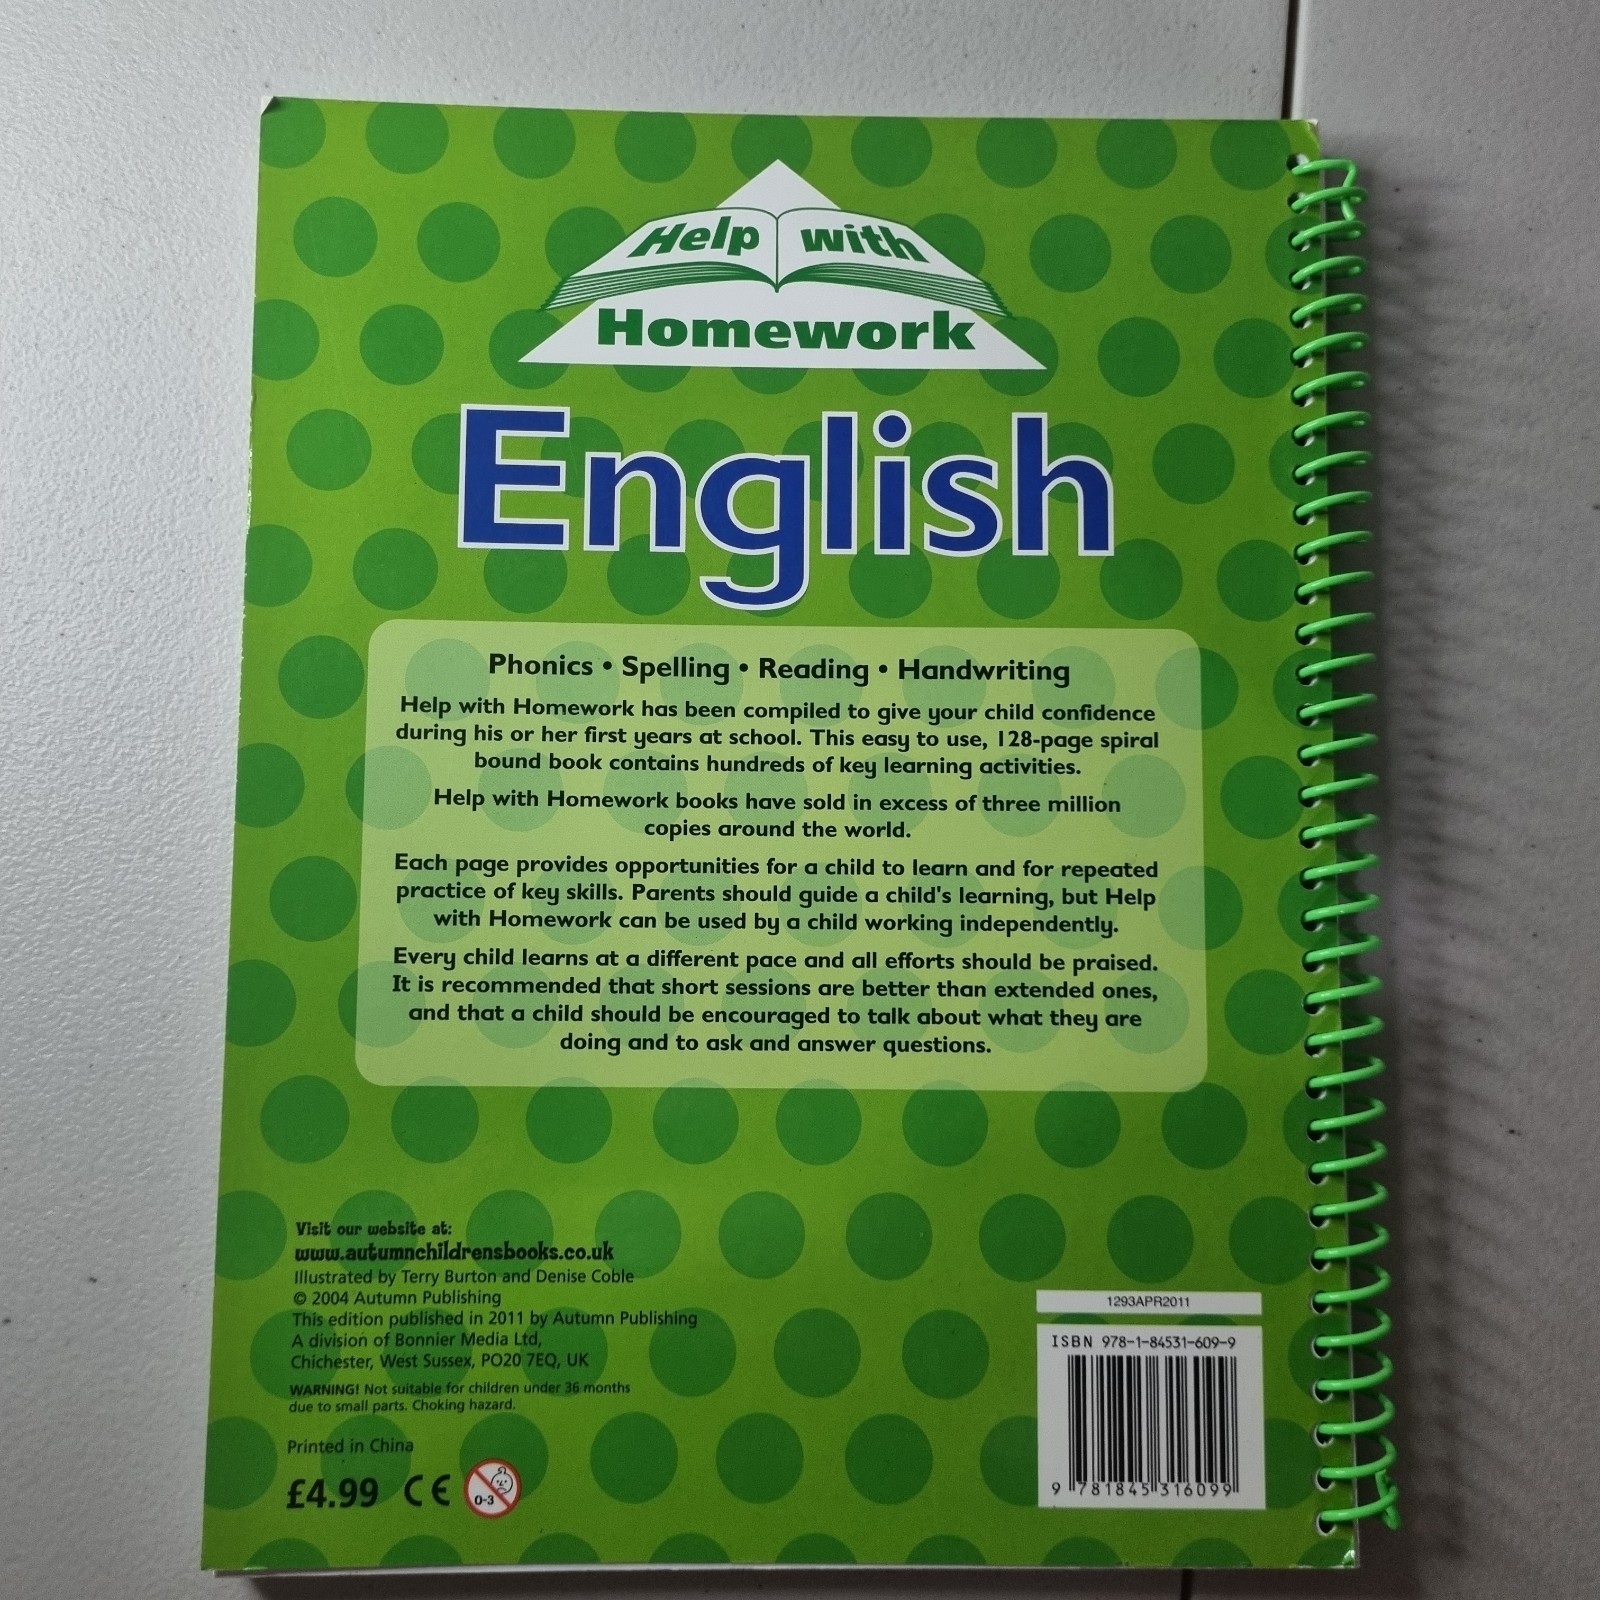 Help with
Homework
English
Phonics • Spelling • Reading • Handwriting
Help with Homework has been compiled to give your child confidence
during his or her first years at school. This easy to use, 128-page spiral
bound book contains hundreds of key learning activities.
Help with Homework books have sold in excess of three million
copies around the world.
Each page provides opportunities for a child to learn and for repeated
practice of key skills. Parents should guide a child's learning, but Help
with Homework can be used by a child working independently.
Every child learns at a different pace and all efforts should be praised.
It is recommended that short sessions are better than extended ones,
and that a child should be encouraged to talk about what they are
doing and to ask and answer questions.
Visit our website at:
www.autumnchildrensbooks.co.uk
Illustrated by Terry Burton and Denise Coble
© 2004 Autumn Publishing
This edition published in 2011 by Autumn Publishing
A division of Bonnier Media Ltd,
Chichester, West Sussex, PO20 7EQ, UK
WARNING! Not suitable for children under 36 months
due to small parts. Choking hazard.
Printed in China
£4.99 CE 0-3
1293APR2011
ISBN 978-1-84531-609-9
9 781845 316099